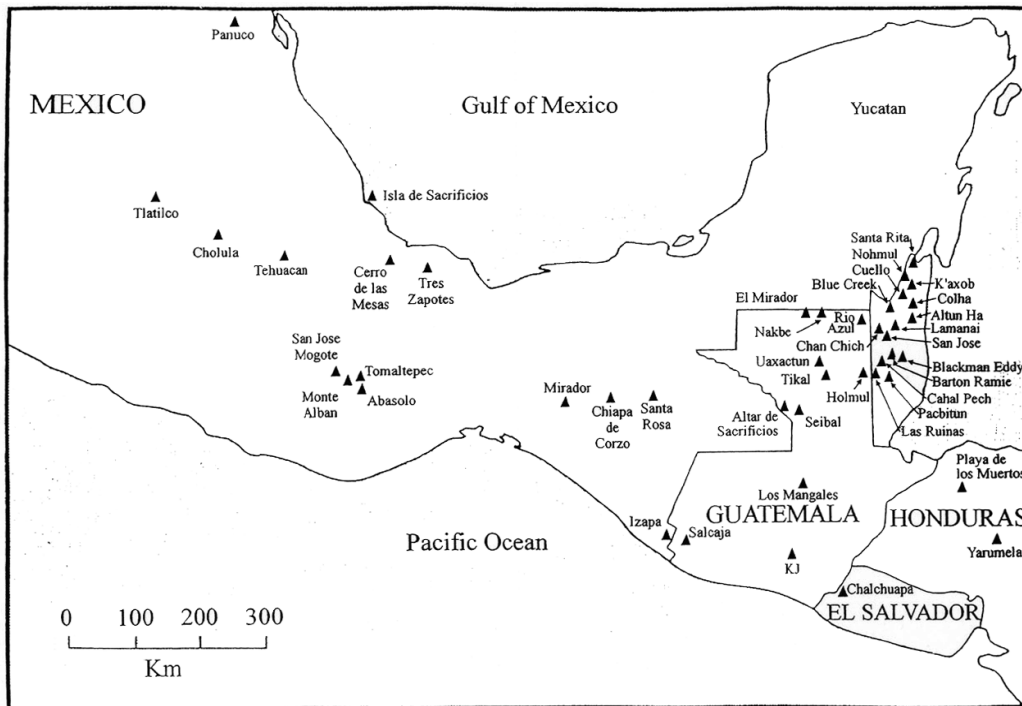 Panuco
MEXICO
Gulf of Mexico
Yucatan
Isla de Sacrificios
Tlatilco
Cholula
Tehuacan
Cerro
de las
Mesas
Tres
Zapotes
Santa Rita
Nohmul
Cuello
Blue Creek
K'axob
Colha
Altun Ha
Lamanai
San Jose
El Mirador
Nakbe
Rio
Azul
Chan Chich
Uaxactun
Tikal
Holmul
Blackman Eddy
Barton Ramie
Cahal Pech
Pacbitun
Las Ruinas
San Jose
Mogote
Tomaltepec
Monte
Alban
Abasolo
Mirador
Chiapa
de
Corzo
Santa
Rosa
Altar de
Sacrificios
Seibal
Los Mangales
GUATEMALA
Playa de
los Muertos
HONDURAS
Yarumela
Izapa
Salcaja
KJ
Pacific Ocean
Chalchuapa
EL SALVADOR
0 100 200 300
Km